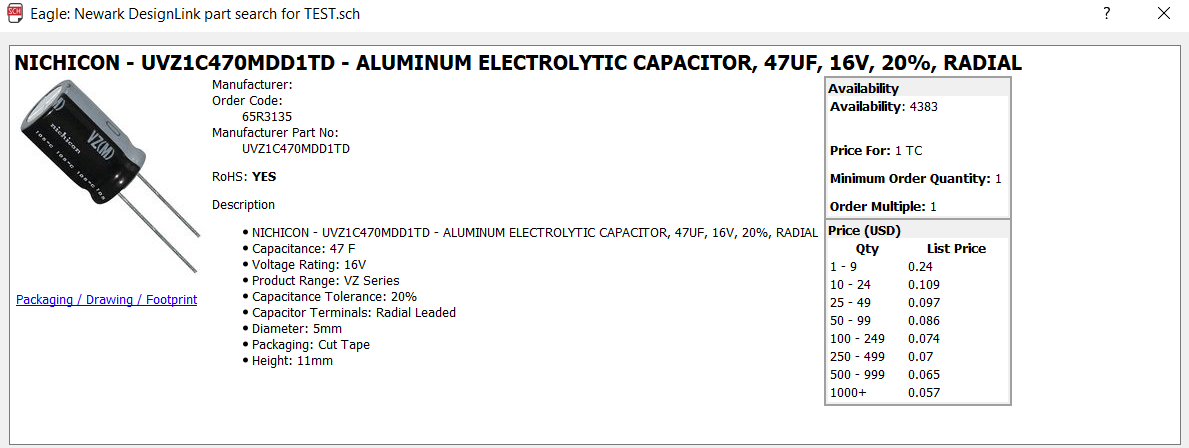 Eagle: Newark DesignLink part search for TEST.sch
NICHICON - UVZ1C470MDD1TD - ALUMINUM ELECTROLYTIC CAPACITOR, 47UF, 16V, 20%, RADIAL
nichicon
VZ(M)
Packaging / Drawing / Footprint
Manufacturer:
Order Code:
65R3135
Manufacturer Part No:
UVZ1C470MDD1TD
RoHS: YES
Description
• NICHICON - UVZ1C470MDD1TD - ALUMINUM ELECTROLYTIC CAPACITOR, 47UF, 16V, 20%, RADIAL
• Capacitance: 47 F
• Voltage Rating: 16V
• Product Range: VZ Series
• Capacitance Tolerance: 20%
• Capacitor Terminals: Radial Leaded
• Diameter: 5mm
• Packaging: Cut Tape
• Height: 11mm
Availability
Availability: 4383
Price For: 1 TC
Minimum Order Quantity: 1
Order Multiple: 1
Price (USD)
Qty List Price
1 - 9 0.24
10 - 24 0.109
25 - 49 0.097
50 - 99 0.086
100 - 249 0.074
250 - 499 0.07
500 - 999 0.065
1000+ 0.057